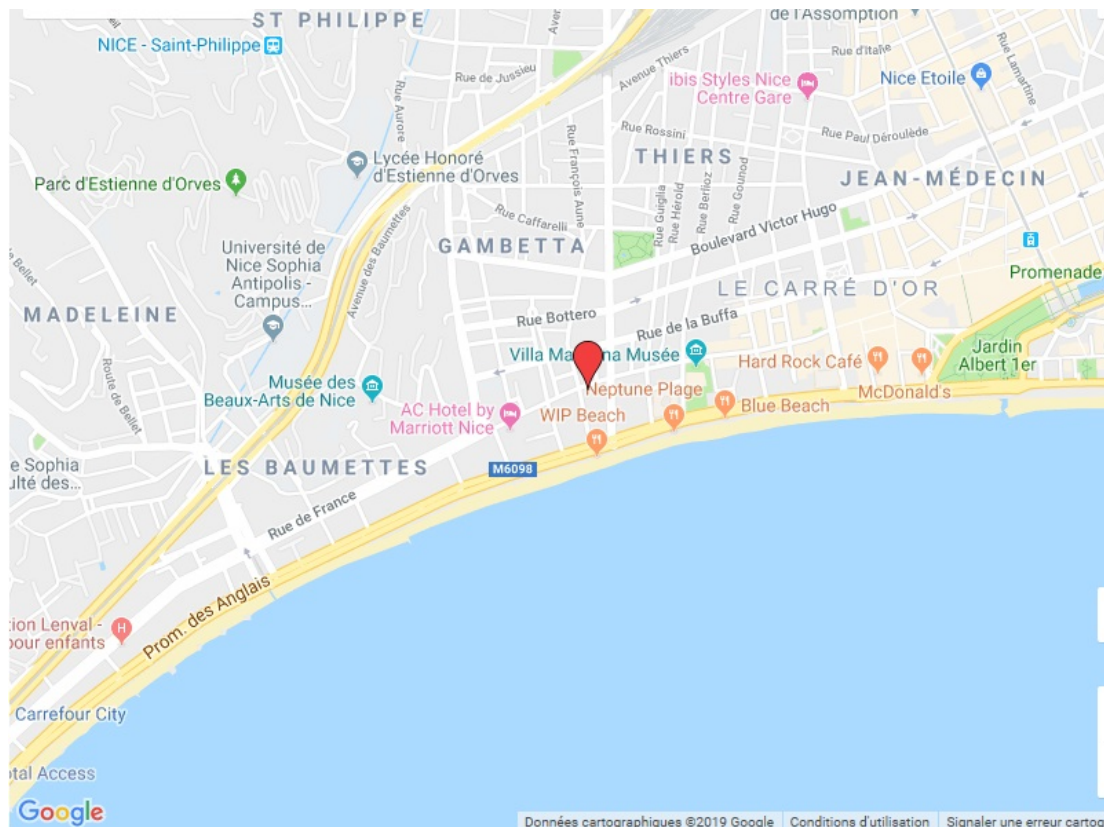 ST PHILIPPE
de l'Assomption
NICE - Saint-Philippe
Rue de Jussieu
Avenue Thiers
Rue d'Italie
Rue Lamartine
ibis Styles Nice
Centre Gare
Nice Etoile
Rue Aurore
Rue François Aune
Rue Rossini
Rue Paul Déroulède
Lycée Honoré
d'Estienne d'Orves
THIERS
Parc d'Estienne d'Orves
JEAN-MÉDECIN
Rue Guiglia
Rue Hérold
Rue Berlioz
Rue Gounod
Avenue des Baumettes
Rue Caffarelli
Boulevard Victor Hugo
GAMBETTA
Université de
Nice Sophia
Antipolis -
Campus...
Promenade
LE CARRÉ D'OR
MADELEINE
Rue Bottero
Rue de la Buffa
Route de Bellet
Villa Ma
na Musée
Hard Rock Café
Jardin
Albert 1er
Musée des
Beaux-Arts de Nice
Neptune Plage
McDonald's
AC Hotel by
Marriott Nice
WIP Beach
Blue Beach
e Sophia
ulté des...
LES BAUMETTES
M6098
Rue de France
Prom. des Anglais
tion Lenval -
pour enfants
Carrefour City
tal Access
Google
Données cartographiques ©2019 Google
Conditions d'utilisation
Signaler une erreur cartog